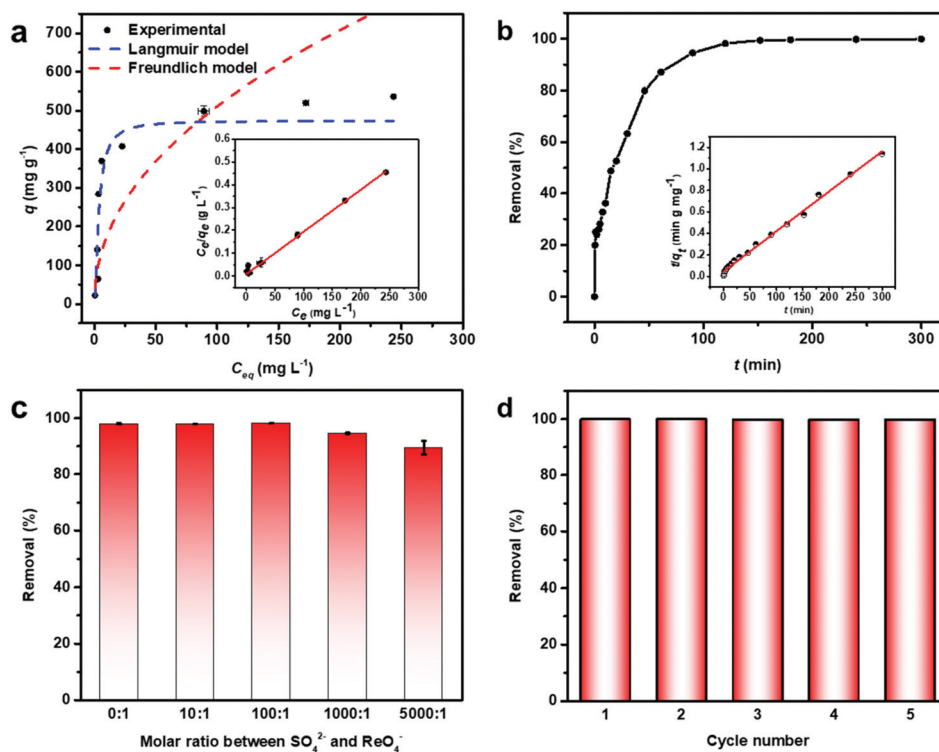 a
Experimental
Langmuir model
Freundlich model
700
600
500
400
300
200
100
0
q (mg g⁻¹)
0 50 100 150 200 250 300
C_eq (mg L⁻¹)
0.6
0.5
0.4
0.3
0.2
0.1
0.0
C_e/q_e (g L⁻¹)
0 50 100 150 200 250 300
C_e (mg L⁻¹)
b
100
80
60
40
20
0
Removal (%)
0 100 200 300
t (min)
1.2
1.0
0.8
0.6
0.4
0.2
0.0
t/q_t (min g mg⁻¹)
0 50 100 150 200 250 300
t (min)
c
100
80
60
40
20
0
Removal (%)
0:1 10:1 100:1 1000:1 5000:1
Molar ratio between SO₄²⁻ and ReO₄⁻
d
100
80
60
40
20
0
Removal (%)
1 2 3 4 5
Cycle number